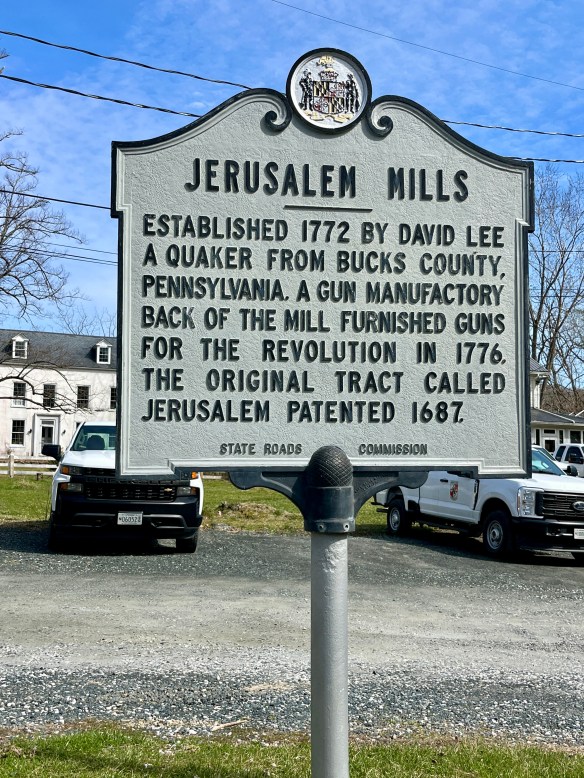 JERUSALEM MILLS
ESTABLISHED 1772 BY DAVID LEE
A QUAKER FROM BUCKS COUNTY,
PENNSYLVANIA. A GUN MANUFACTORY
BACK OF THE MILL FURNISHED GUNS
FOR THE REVOLUTION IN 1776.
THE ORIGINAL TRACT CALLED
JERUSALEM PATENTED 1687.
STATE ROADS COMMISSION